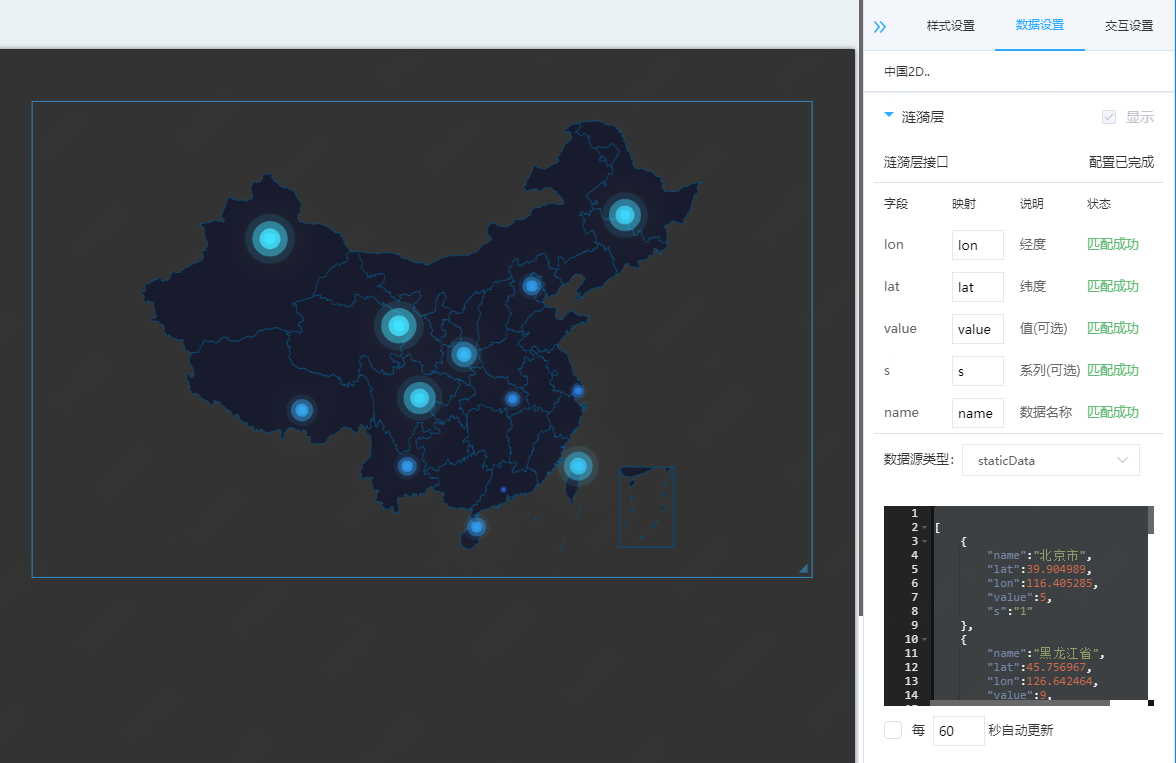 样式设置 数据设置 交互设置
中国2D..
涟漪层 显示
涟漪层接口 配置已完成
字段 映射 说明 状态
lon lon 经度 匹配成功
lat lat 纬度 匹配成功
value value 值(可选) 匹配成功
s s 系列(可选) 匹配成功
name name 数据名称 匹配成功
数据源类型: staticData
1
2 [
3 {
4 "name":"北京市",
5 "lat":39.904989,
6 "lon":116.405285,
7 "value":5,
8 "s":"1"
9 },
10 {
11 "name":"黑龙江省",
12 "lat":45.756967,
13 "lon":126.642464,
14 "value":9,
每 60 秒自动更新